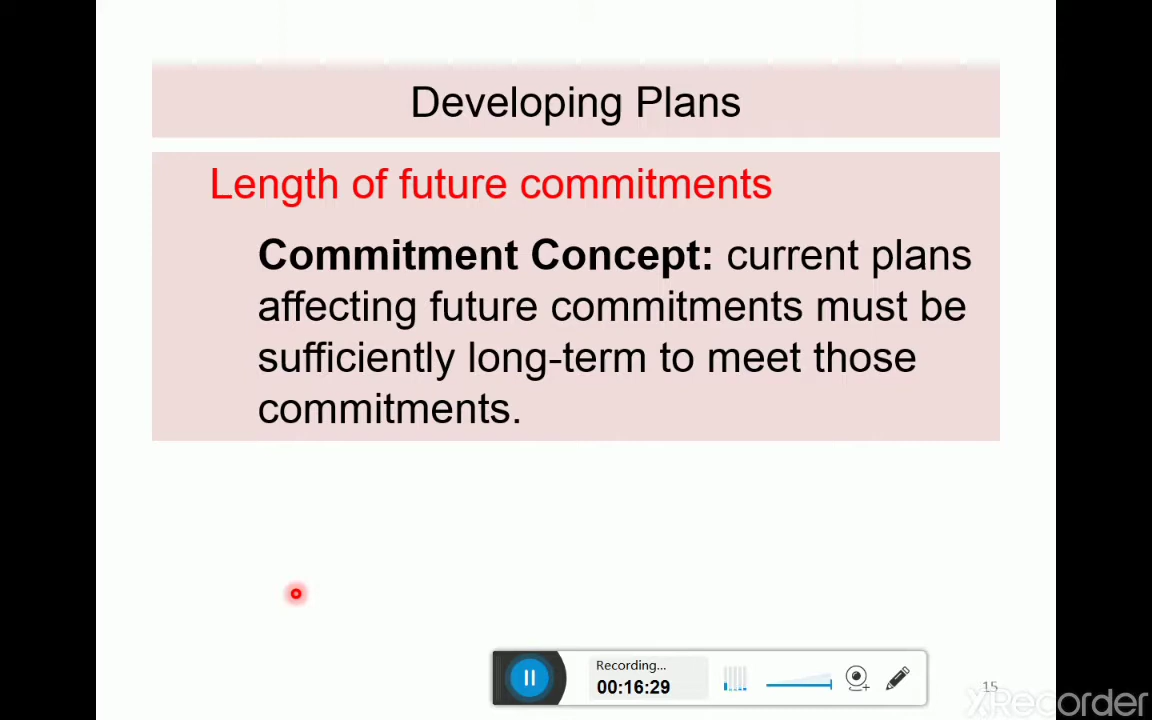 Developing Plans
Length of future commitments
Commitment Concept: current plans
affecting future commitments must be
sufficiently long-term to meet those
commitments.
Recording...
00:16:29
15
XRecorder